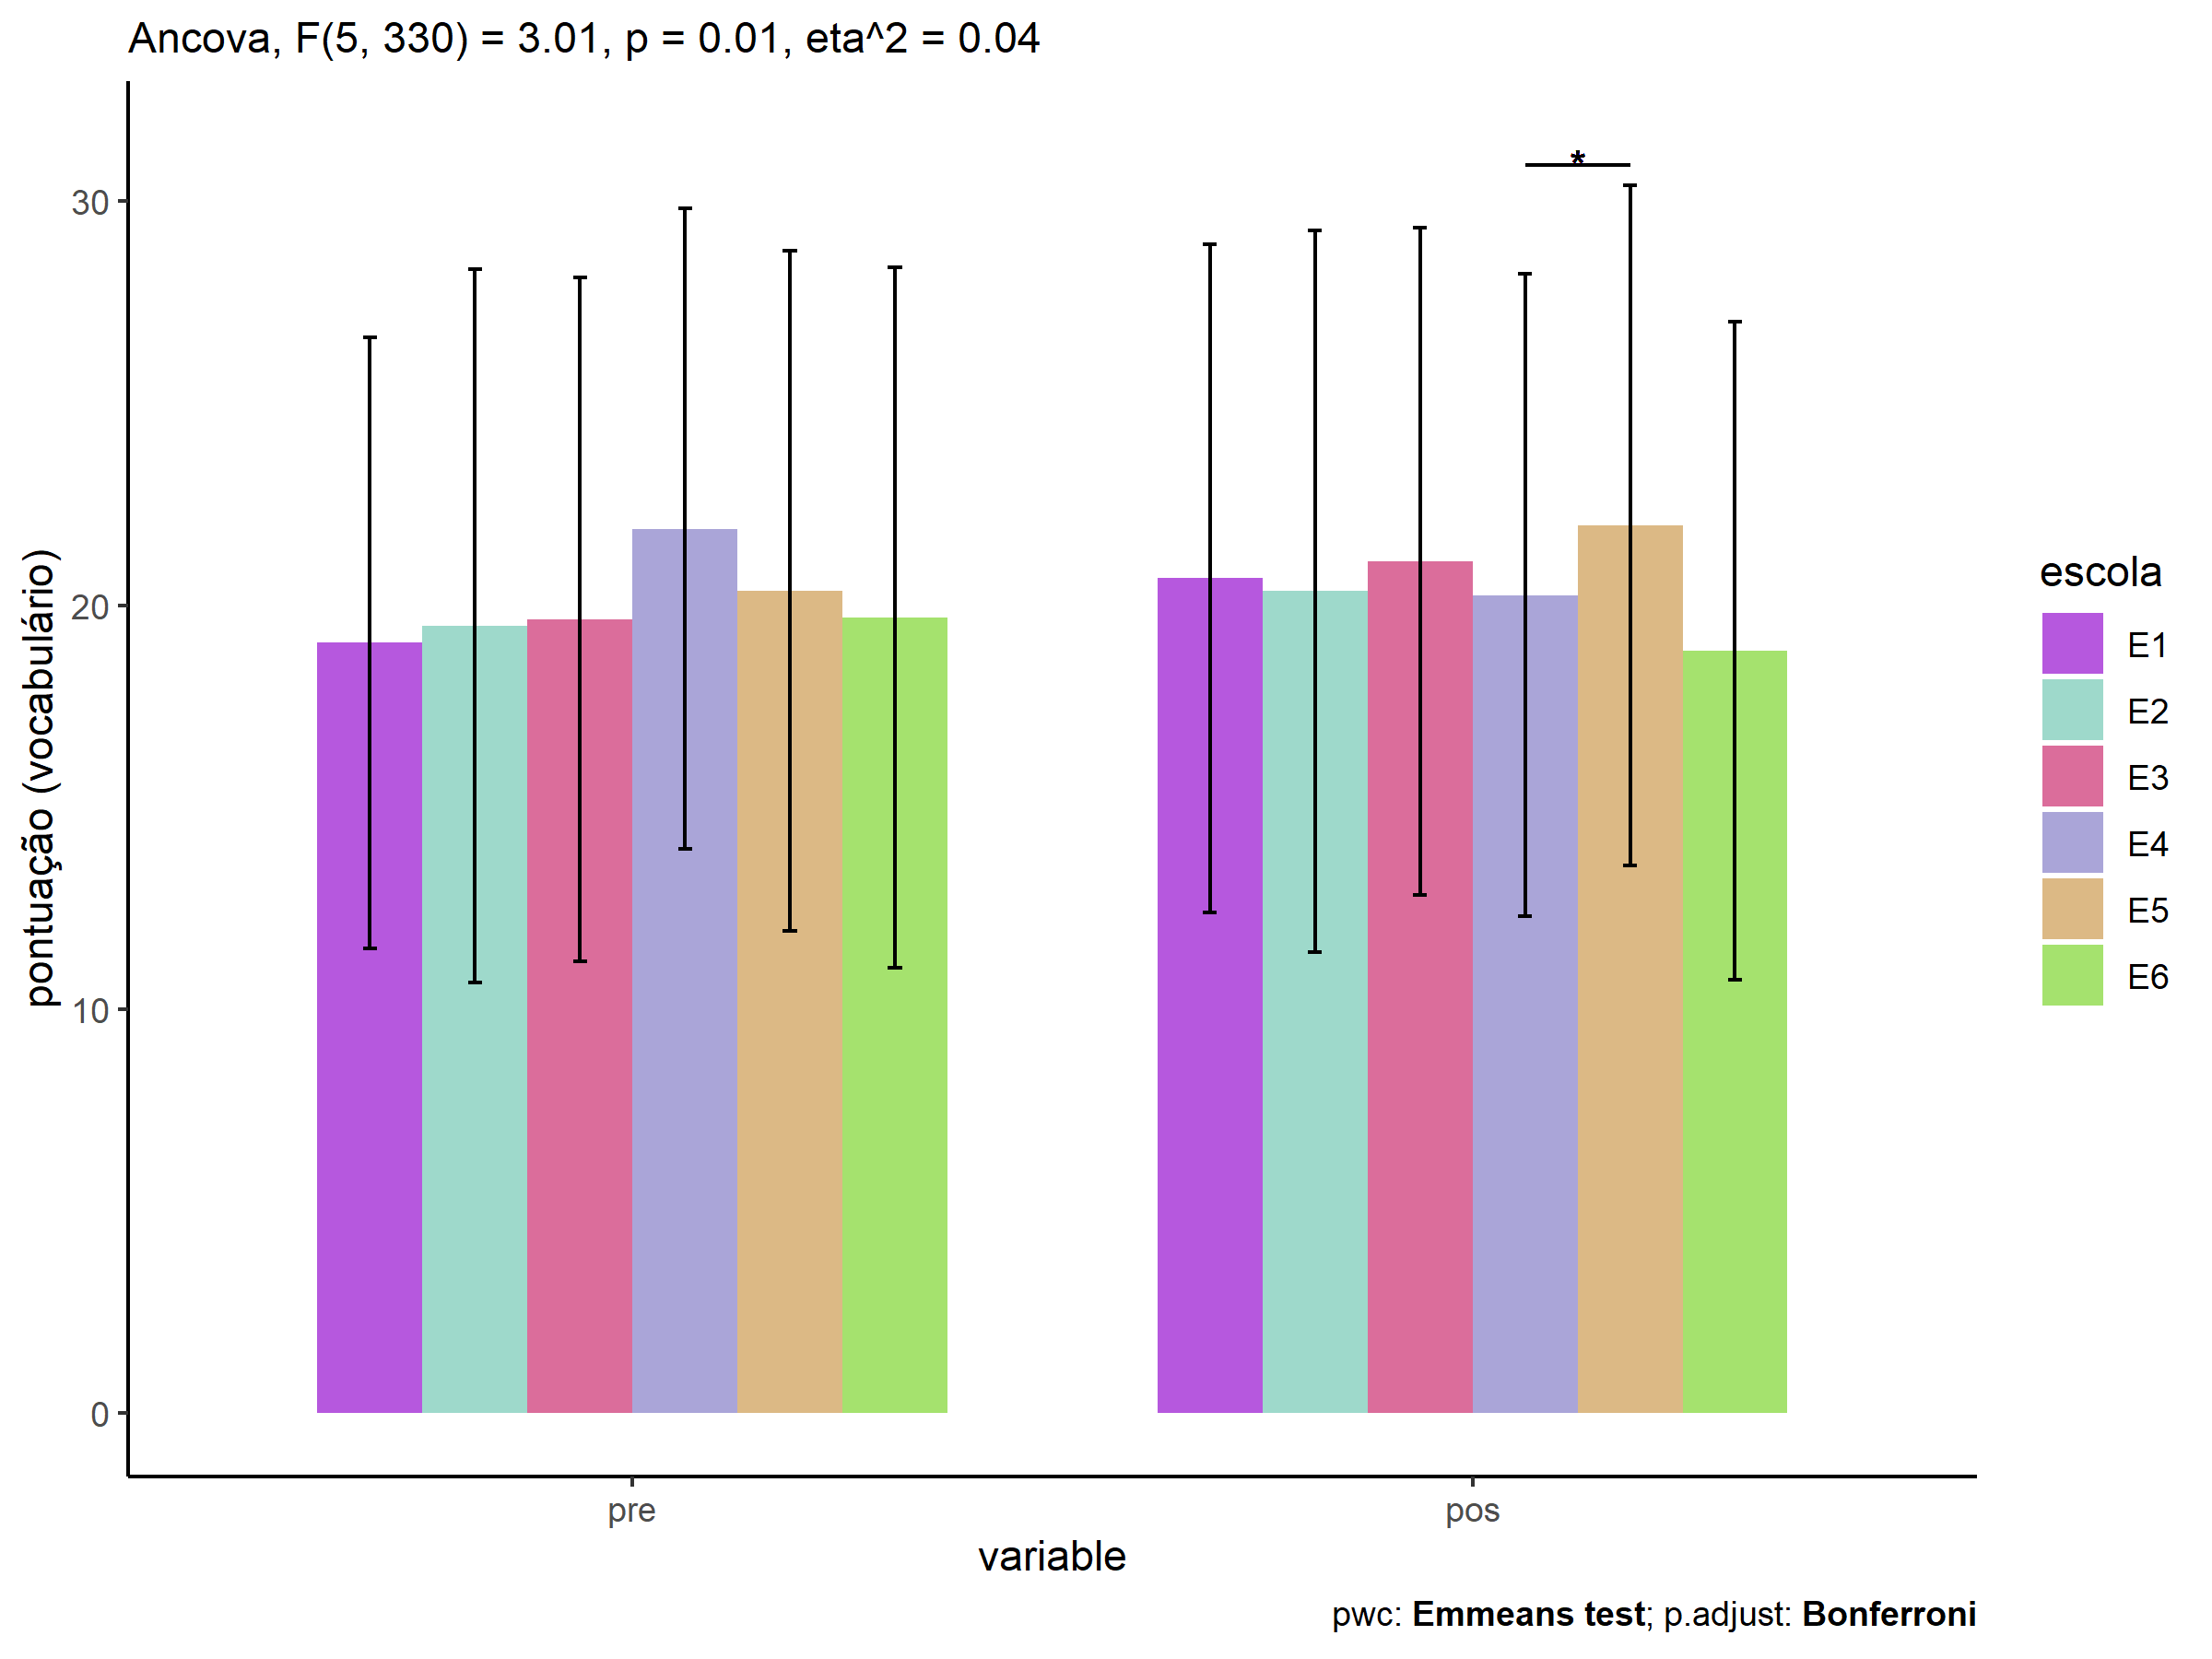 Ancova, F(5, 330) = 3.01, p = 0.01, eta^2 = 0.04
*
30
20
10
0
pontuação (vocabulário)
pre
pos
variable
escola
E1
E2
E3
E4
E5
E6
pwc: Emmeans test; p.adjust: Bonferroni